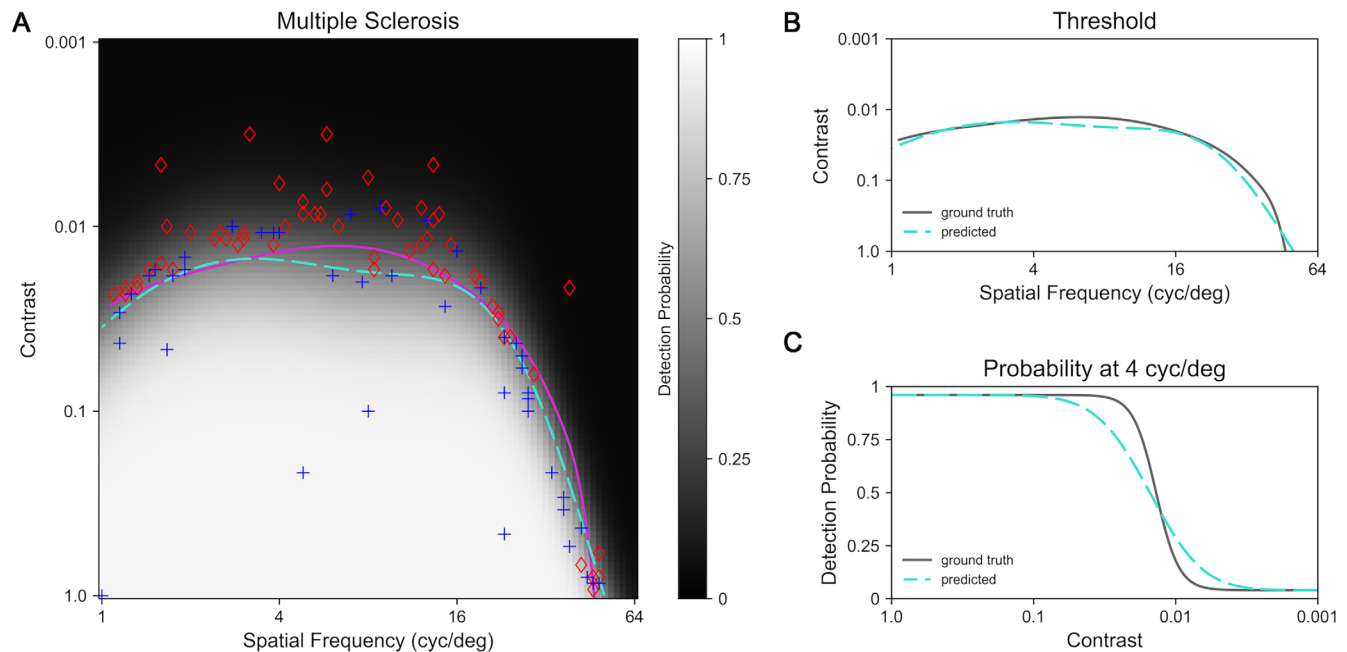 A
Multiple Sclerosis
0.001
0.01
0.1
1.0
Contrast
1
4
16
64
Spatial Frequency (cyc/deg)
1
0.75
0.5
0.25
0
Detection Probability
B
Threshold
0.001
0.01
0.1
1.0
Contrast
ground truth
predicted
1
4
16
64
Spatial Frequency (cyc/deg)
C
Probability at 4 cyc/deg
1
0.75
0.5
0.25
0
Detection Probability
ground truth
predicted
1.0
0.1
0.01
0.001
Contrast